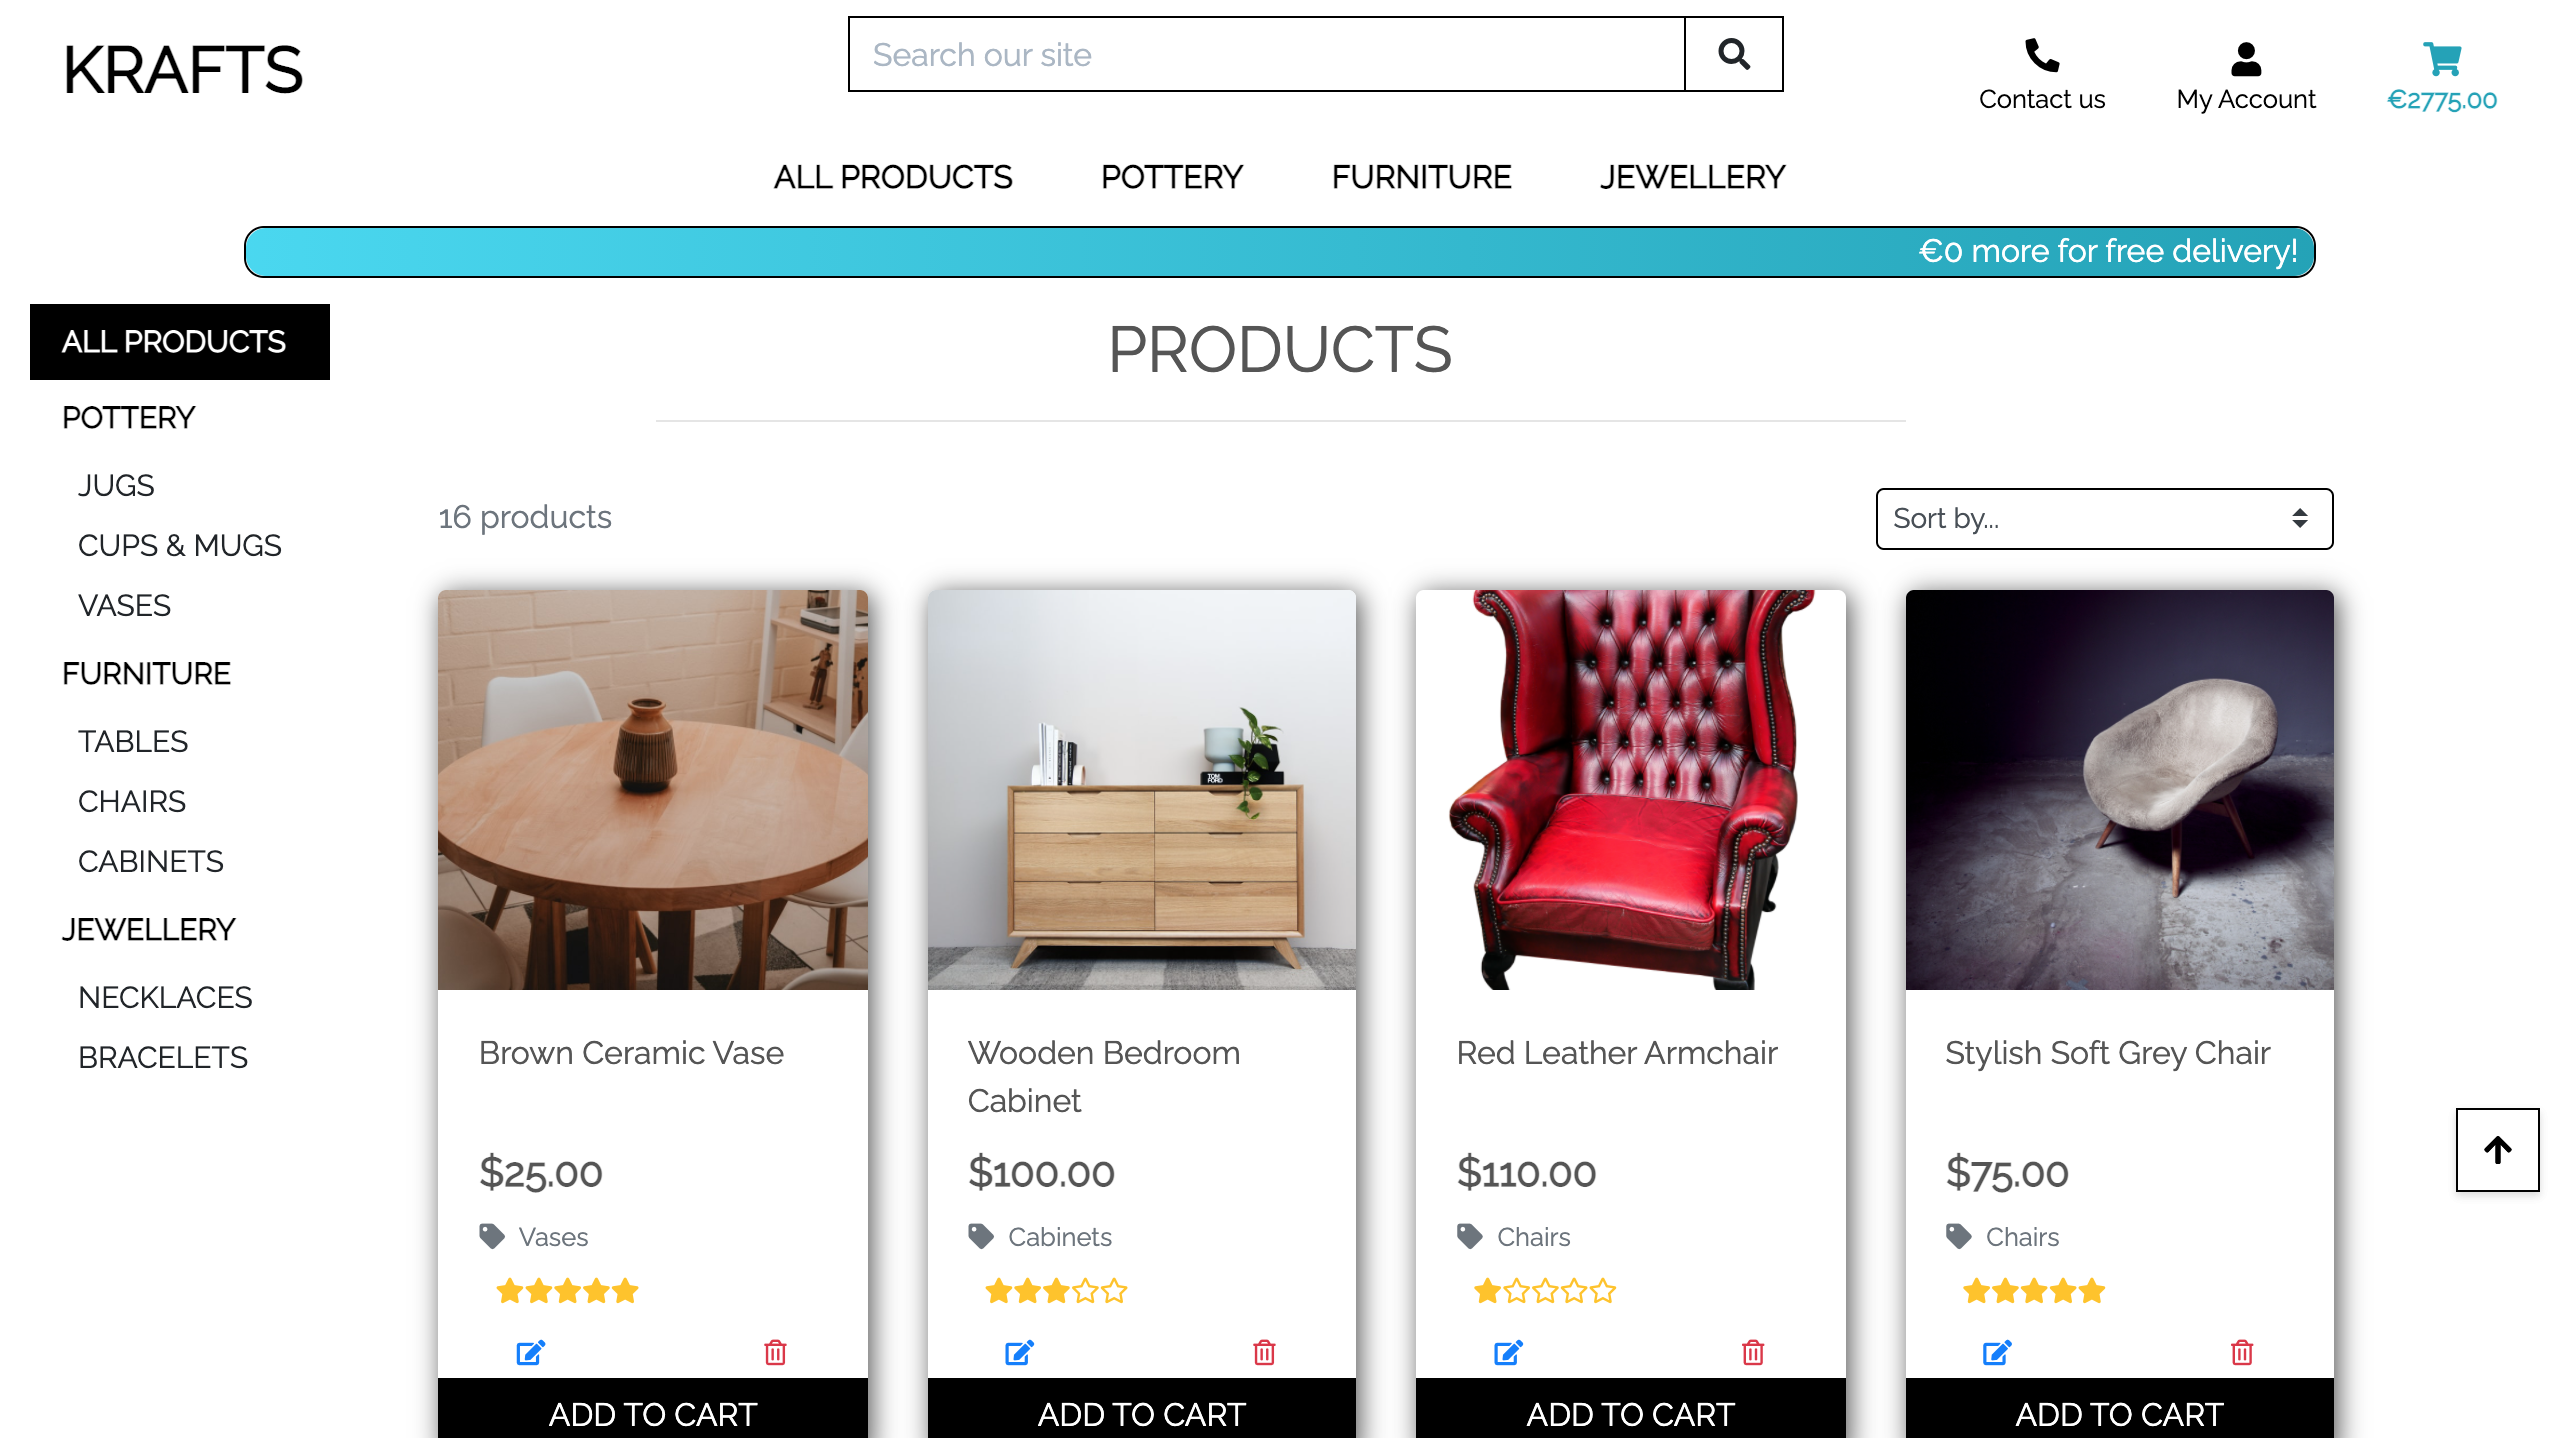 KRAFTS
Search our site
Contact us
My Account
€2775.00
ALL PRODUCTS
POTTERY
FURNITURE
JEWELLERY
€0 more for free delivery!
ALL PRODUCTS
POTTERY
JUGS
CUPS & MUGS
VASES
FURNITURE
TABLES
CHAIRS
CABINETS
JEWELLERY
NECKLACES
BRACELETS
PRODUCTS
16 products
Sort by...
TOM FORD
Brown Ceramic Vase
$25.00
Vases
ADD TO CART
Wooden Bedroom
Cabinet
$100.00
Cabinets
ADD TO CART
Red Leather Armchair
$110.00
Chairs
ADD TO CART
Stylish Soft Grey Chair
$75.00
Chairs
ADD TO CART